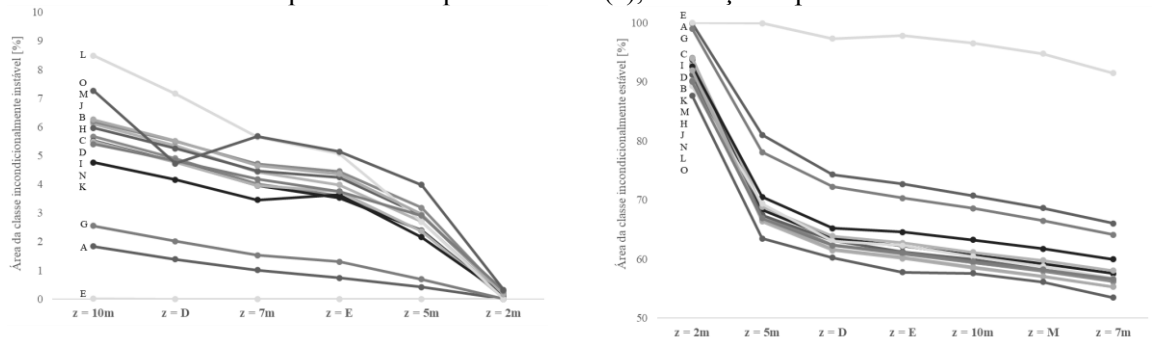 Área da classe incondicionalmente instável [%]
10
9
8
7
6
5
4
3
2
1
0
L
O
M
J
B
H
C
D
I
N
K
G
A
E
z = 10m z = D z = 7m z = E z = 5m z = 2m
Área da classe incondicionalmente estável [%]
100
90
80
70
60
50
E
A
G
C
I
D
B
K
M
H
J
N
L
O
z = 2m z = 5m z = D z = E z = 10m z = M z = 7m